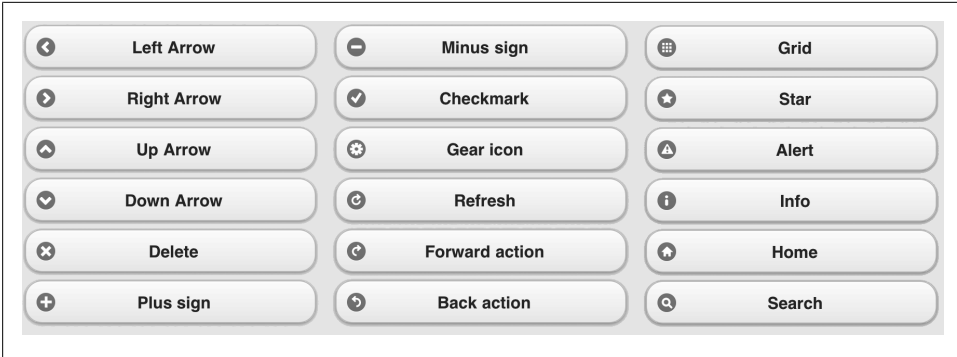 Left Arrow
Minus sign
Grid
Right Arrow
Checkmark
Star
Up Arrow
Gear icon
Alert
Down Arrow
Refresh
Info
Delete
Forward action
Home
Plus sign
Back action
Search